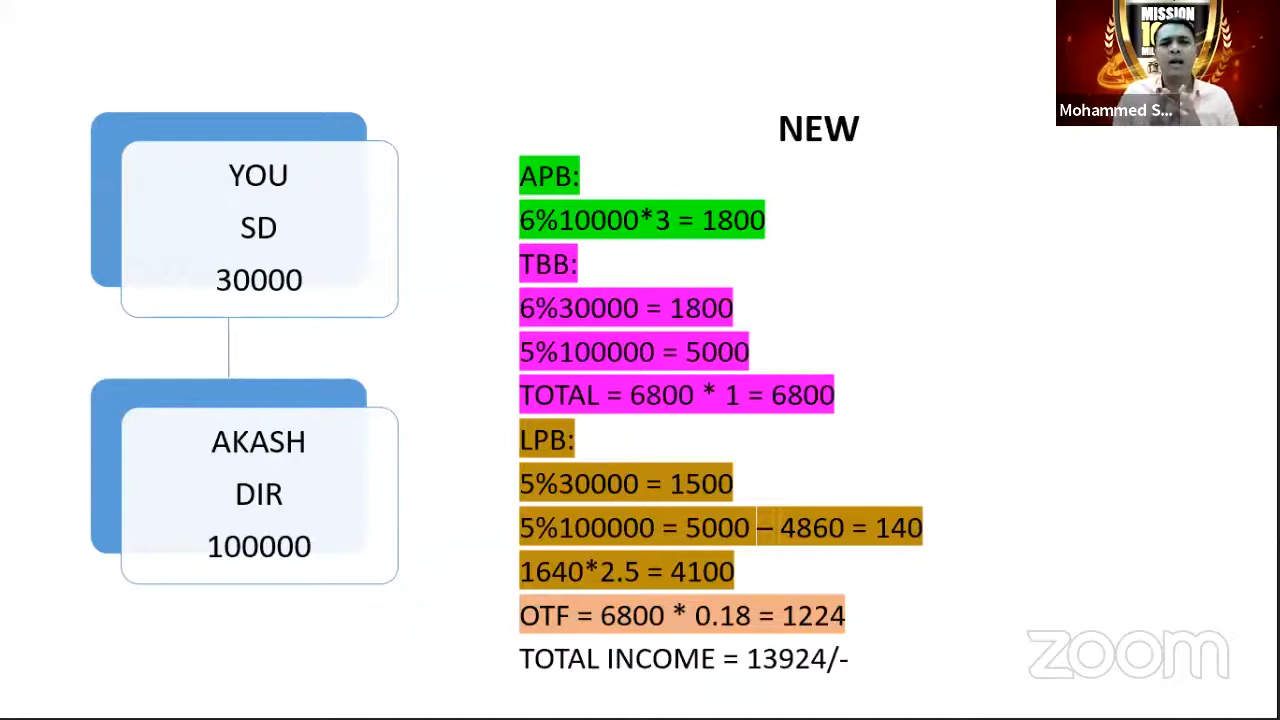 YOU
SD
30000
AKASH
DIR
100000
NEW
APB:
6%10000*3 = 1800
TBB:
6%30000 = 1800
5%100000 = 5000
TOTAL = 6800 * 1 = 6800
LPB:
5%30000 = 1500
5%100000 = 5000 – 4860 = 140
1640*2.5 = 4100
OTF = 6800 * 0.18 = 1224
TOTAL INCOME = 13924/-
MISSION
Mohammed S...
zoom